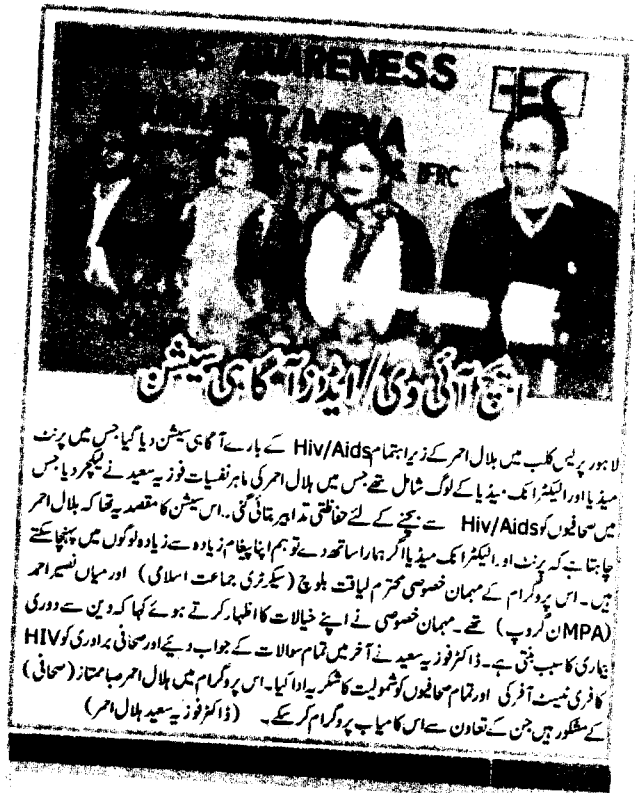 AWARENESS
MEDIA
IFRC
ایچ آئی وی/ایڈز آگاہی سیشن
لاہور پریس کلب میں ہلال احمر کے زیر اہتمام Hiv/Aids کے بارے آگاہی سیشن دیا گیا جس میں پرنٹ
میڈیا اور الیکٹرانک میڈیا کے لوگ شامل تھے جس میں ہلال احمر کی ماہر نفسیات فوزیہ سعید نے لیکچر دیا جس
میں صحافیوں کو Hiv/Aids سے بچنے کے لئے حفاظتی تدابیر بتائی گئی۔ اس سیشن کا مقصد یہ تھا کہ ہلال احمر
چاہتا ہے کہ پرنٹ اور الیکٹرانک میڈیا اگر ہمارا ساتھ دے تو ہم اپنا پیغام زیادہ سے زیادہ لوگوں میں پہنچا سکتے
ہیں۔ اس پروگرام کے مہمان خصوصی محترم لیاقت بلوچ (سیکرٹری جماعت اسلامی) اور میاں نصیر احمد
(MPA ن گروپ) تھے۔ مہمان خصوصی نے اپنے خیالات کا اظہار کرتے ہوئے کہا کہ دین سے دوری
بیماری کا سبب بنتی ہے۔ ڈاکٹر فوزیہ سعید نے آخر میں تمام سوالات کے جواب دیئے اور صحافی برادری کو HIV
کا فری ٹیسٹ آفر کی اور تمام صحافیوں کو شمولیت کا شکریہ ادا کیا۔ اس پروگرام میں ہلال احمر صبا ممتاز (صحافی)
کے مشکور ہیں جن کے تعاون سے اس کامیاب پروگرام کر سکے۔ (ڈاکٹر فوزیہ سعید ہلال احمر)